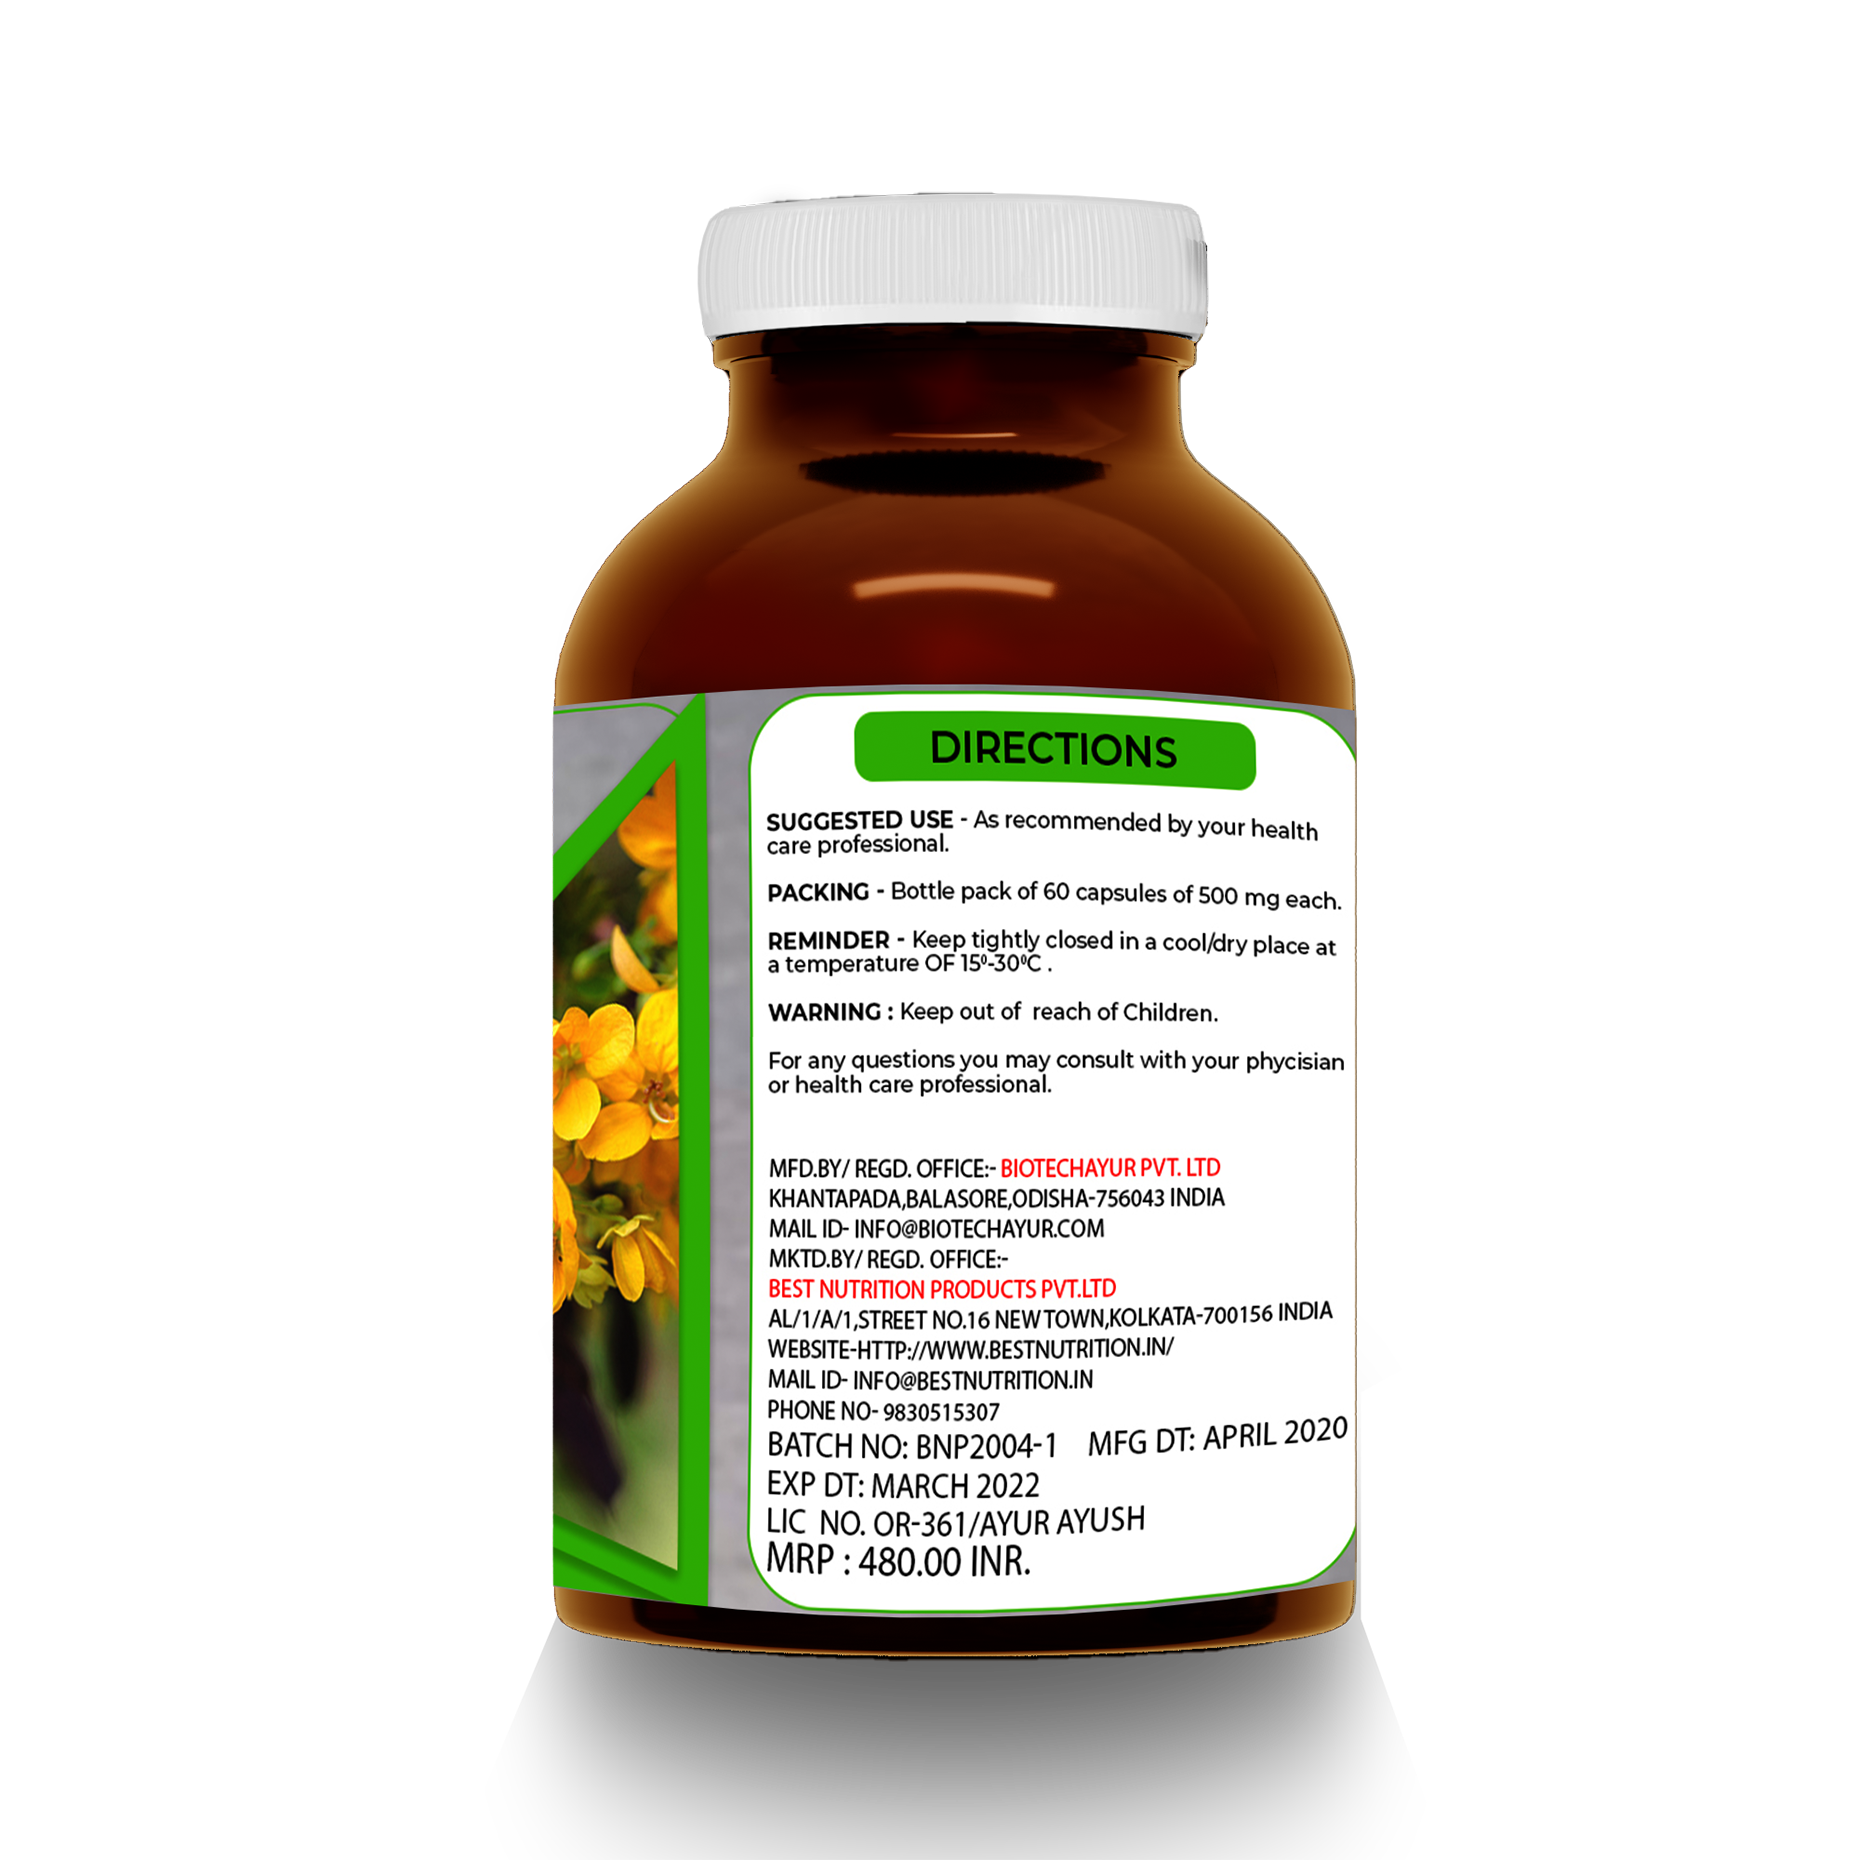 DIRECTIONS
SUGGESTED USE - As recommended by your health
care professional.
PACKING - Bottle pack of 60 capsules of 500 mg each.
REMINDER - Keep tightly closed in a cool/dry place at
a temperature OF 15⁰-30⁰C .
WARNING : Keep out of reach of Children.
For any questions you may consult with your phycisian
or health care professional.
MFD.BY/ REGD. OFFICE:- BIOTECHAYUR PVT. LTD
KHANTAPADA,BALASORE,ODISHA-756043 INDIA
MAIL ID- INFO@BIOTECHAYUR.COM
MKTD.BY/ REGD. OFFICE:-
BEST NUTRITION PRODUCTS PVT.LTD
AL/1/A/1,STREET NO.16 NEW TOWN,KOLKATA-700156 INDIA
WEBSITE-HTTP://WWW.BESTNUTRITION.IN/
MAIL ID- INFO@BESTNUTRITION.IN
PHONE NO- 9830515307
BATCH NO: BNP2004-1 MFG DT: APRIL 2020
EXP DT: MARCH 2022
LIC NO. OR-361/AYUR AYUSH
MRP : 480.00 INR.